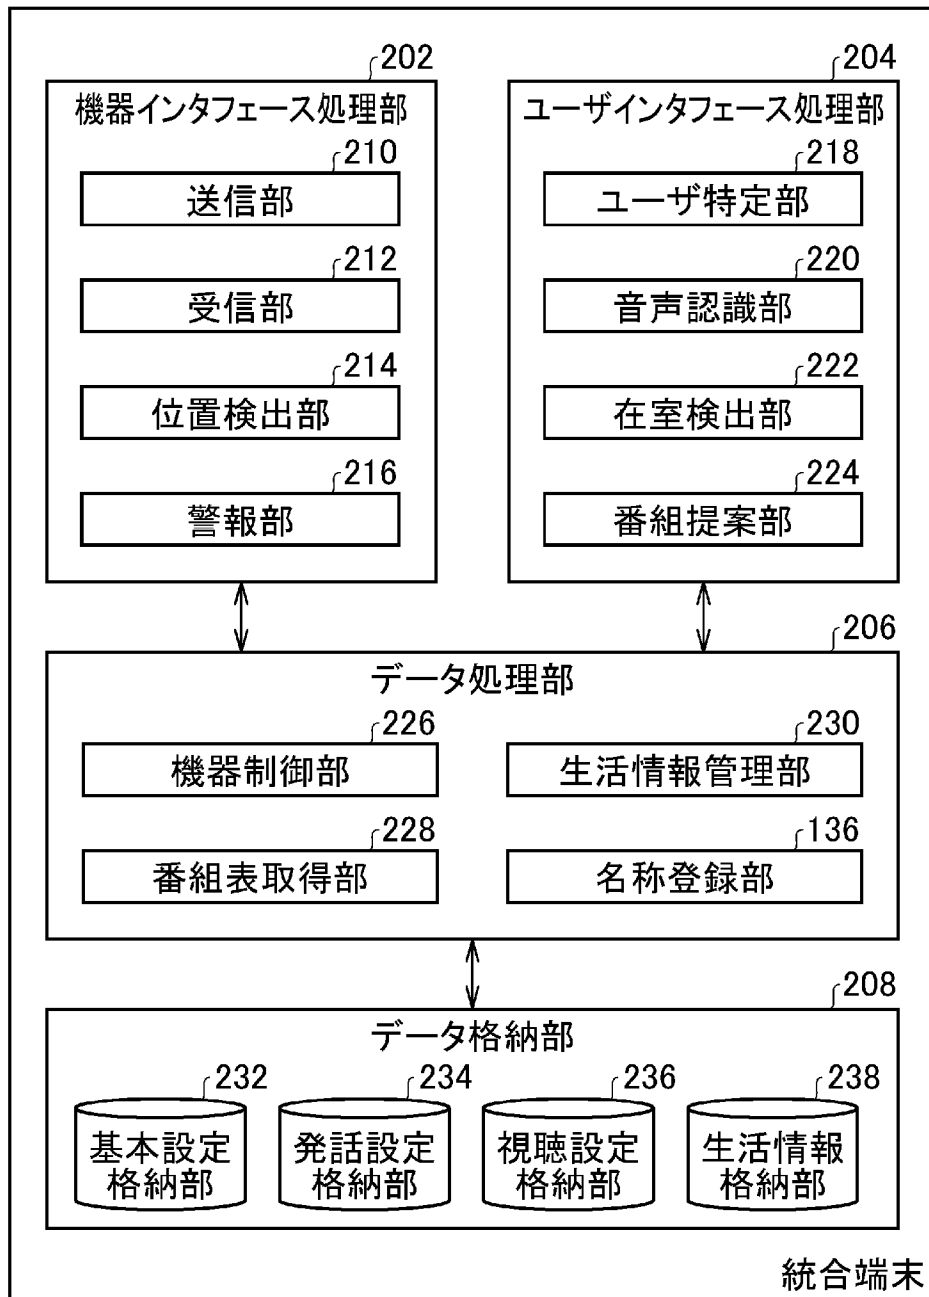 202
機器インタフェース処理部
210
送信部
212
受信部
214
位置検出部
216
警報部
204
ユーザインタフェース処理部
218
ユーザ特定部
220
音声認識部
222
在室検出部
224
番組提案部
206
データ処理部
226
機器制御部
230
生活情報管理部
228
番組表取得部
136
名称登録部
208
データ格納部
232
基本設定
格納部
234
発話設定
格納部
236
視聴設定
格納部
238
生活情報
格納部
統合端末